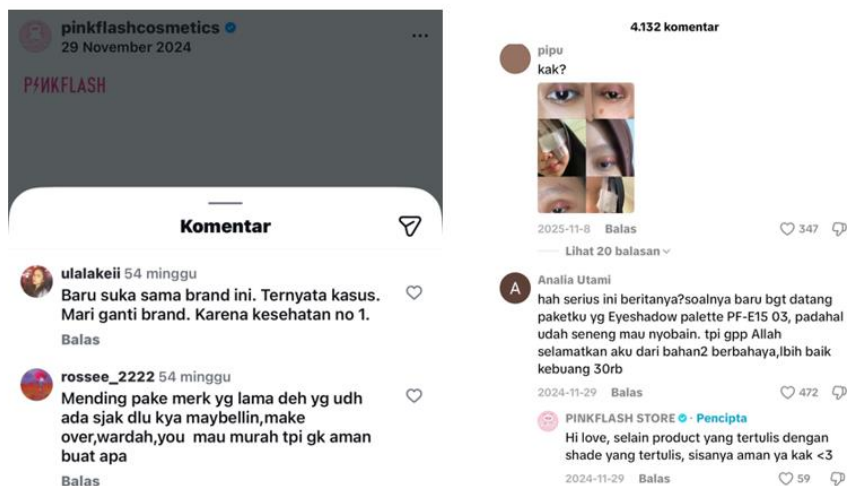 pinkflashcosmetics
29 November 2024
PINKFLASH
Komentar
ulalakeii 54 minggu
Baru suka sama brand ini. Ternyata kasus.
Mari ganti brand. Karena kesehatan no 1.
Balas
rossee_2222 54 minggu
Mending pake merk yg lama deh yg udh
ada sjak dlu kya maybellin,make
over,wardah,you mau murah tpi gk aman
buat apa
Balas
4.132 komentar
pipu
kak?
2025-11-8 Balas 347
Lihat 20 balasan
A
Analia Utami
hah serius ini beritanya?soalnya baru bgt datang
paketku yg Eyeshadow palette PF-E15 03, padahal
udah seneng mau nyobain. tpi gpp Allah
selamatkan aku dari bahan2 berbahaya,lbih baik
kebuang 30rb
2024-11-29 Balas 472
PINKFLASH STORE · Pencipta
Hi love, selain product yang tertulis dengan
shade yang tertulis, sisanya aman ya kak <3
2024-11-29 Balas 59